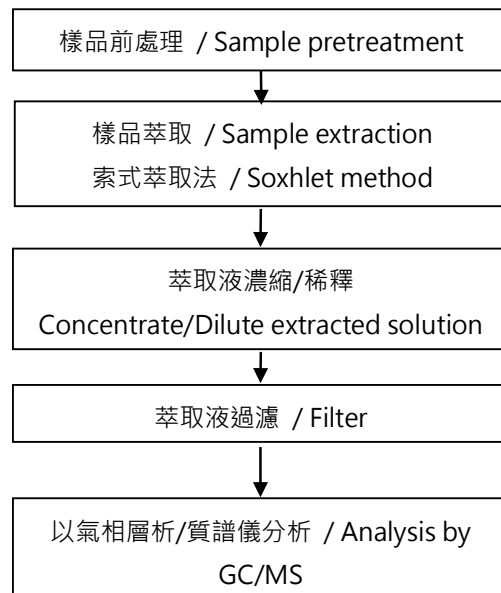 樣品前處理 / Sample pretreatment
樣品萃取 / Sample extraction
索式萃取法 / Soxhlet method
萃取液濃縮/稀釋
Concentrate/Dilute extracted solution
萃取液過濾 / Filter
以氣相層析/質譜儀分析 / Analysis by
GC/MS